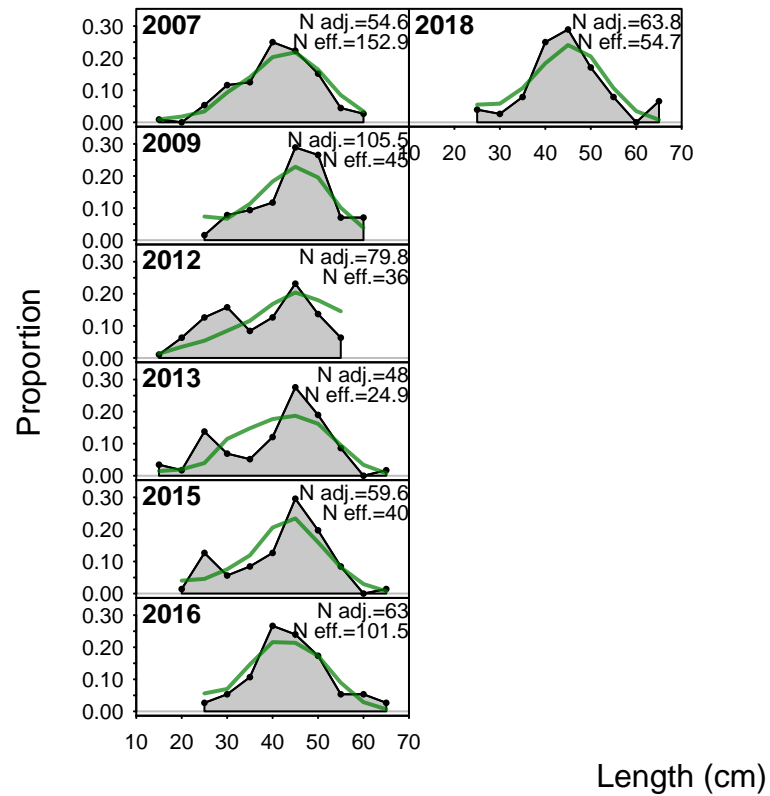 Proportion
0.30
0.20
0.10
0.00
2007
N adj.=54.6
N eff.=152.9
2018
N adj.=63.8
N eff.=54.7
10 20 30 40 50 60 70
0.30
0.20
0.10
0.00
2009
N adj.=105.5
N eff.=45
0.30
0.20
0.10
0.00
2012
N adj.=79.8
N eff.=36
0.30
0.20
0.10
0.00
2013
N adj.=48
N eff.=24.9
0.30
0.20
0.10
0.00
2015
N adj.=59.6
N eff.=40
0.30
0.20
0.10
0.00
2016
N adj.=63
N eff.=101.5
10 20 30 40 50 60 70
Length (cm)